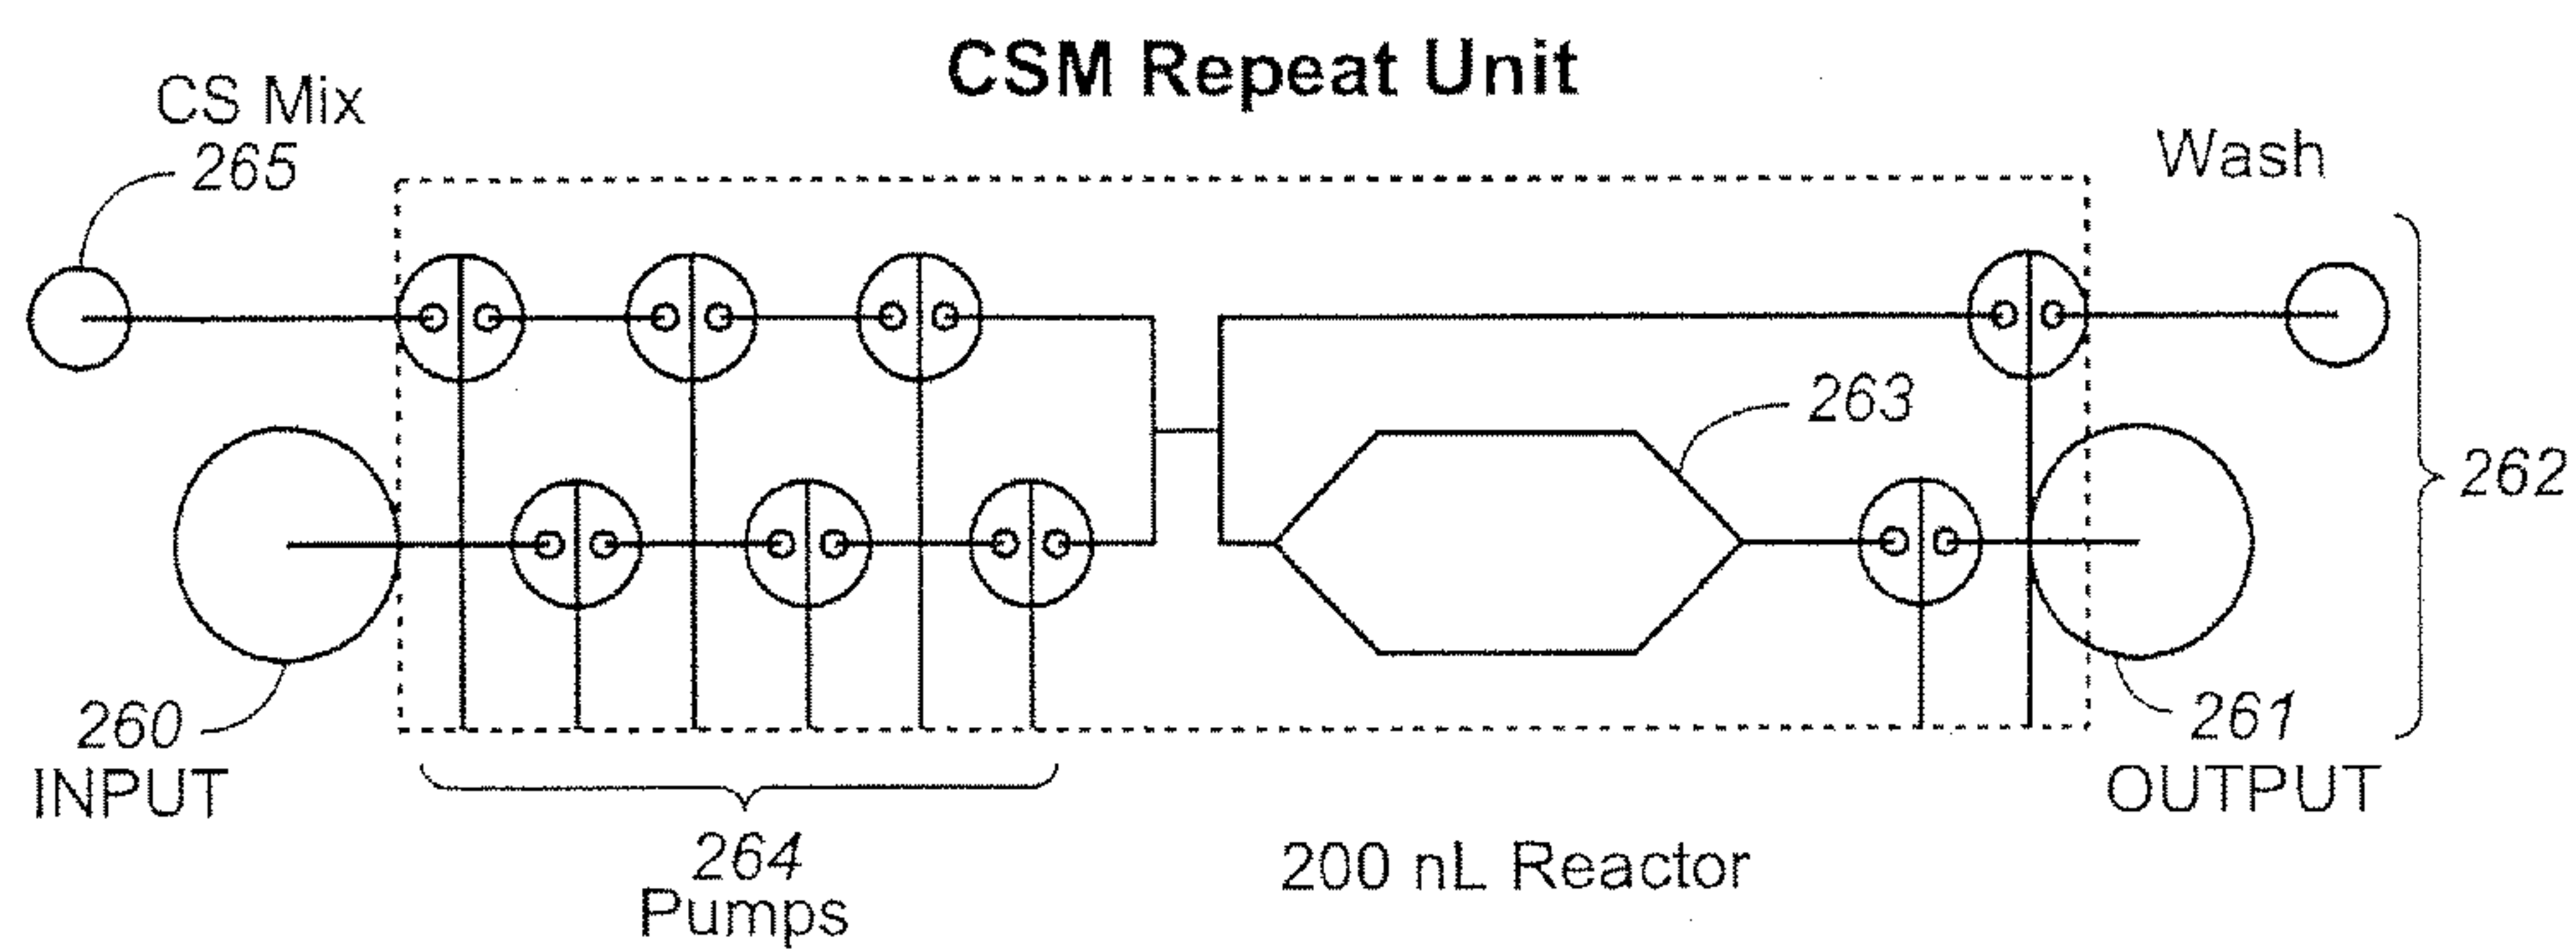 CSM Repeat Unit
CS Mix
265
Wash
263
262
260
INPUT
261
OUTPUT
264
Pumps
200 nL Reactor